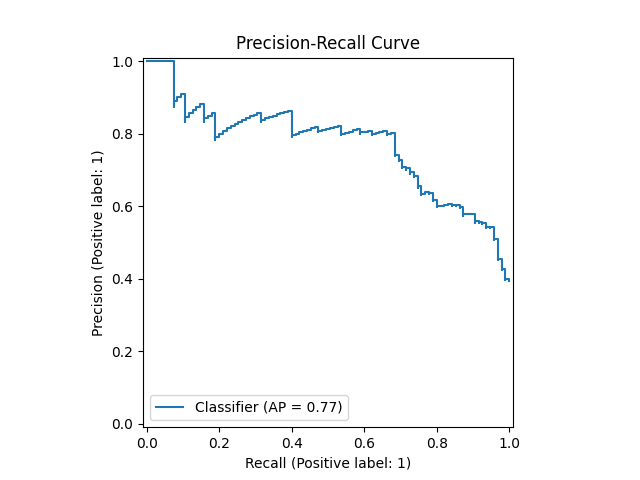 Precision-Recall Curve
1.0
0.8
0.6
0.4
0.2
0.0
Precision (Positive label: 1)
Classifier (AP = 0.77)
0.0 0.2 0.4 0.6 0.8 1.0
Recall (Positive label: 1)